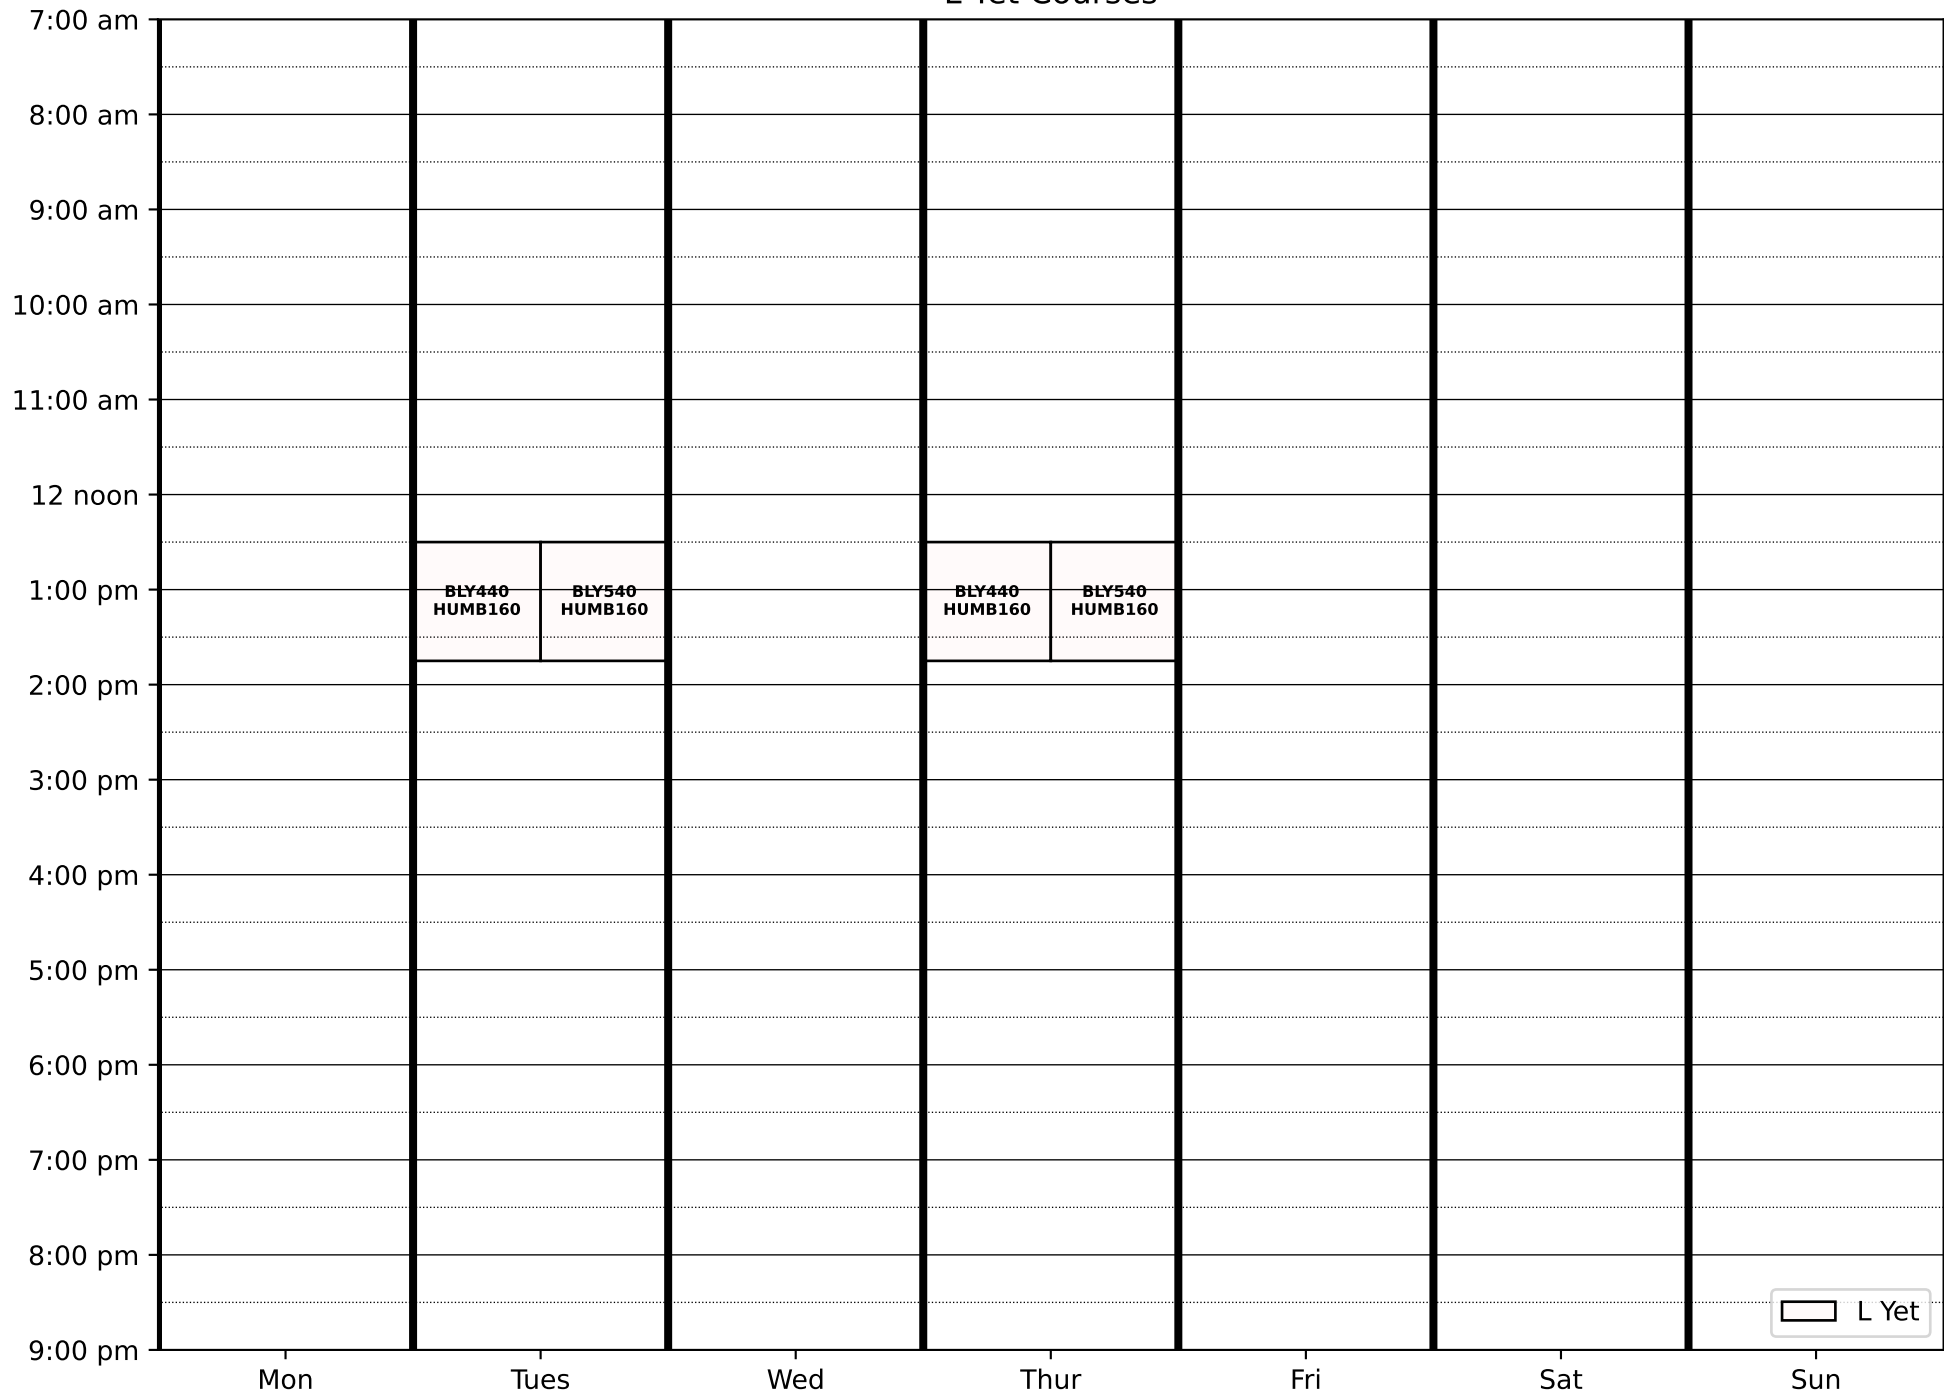 L Yet Courses
7:00 am
8:00 am
9:00 am
10:00 am
11:00 am
12 noon
1:00 pm
2:00 pm
3:00 pm
4:00 pm
5:00 pm
6:00 pm
7:00 pm
8:00 pm
9:00 pm
BLY440
HUMB160
BLY540
HUMB160
BLY440
HUMB160
BLY540
HUMB160
L Yet
Mon Tues Wed Thur Fri Sat Sun